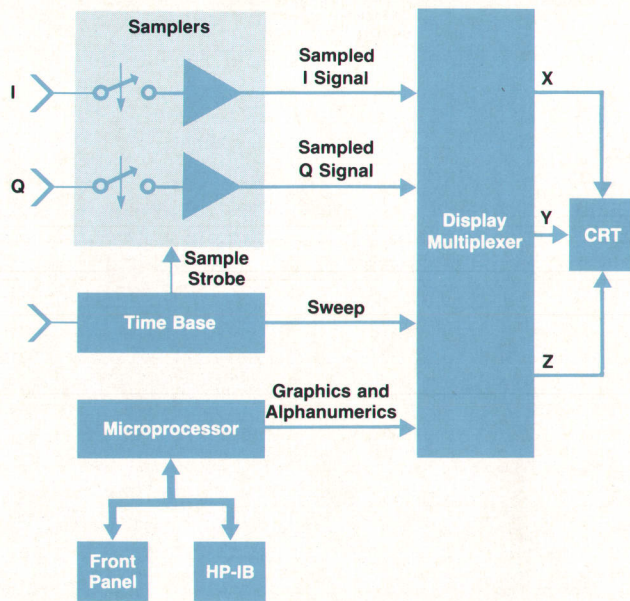 Samplers
I
Sampled
I Signal
X
Q
Sampled
Q Signal
Display
Multiplexer
Y
CRT
Sample
Strobe
Time Base
Sweep
Z
Graphics and
Alphanumerics
Microprocessor
Front
Panel
HP-IB